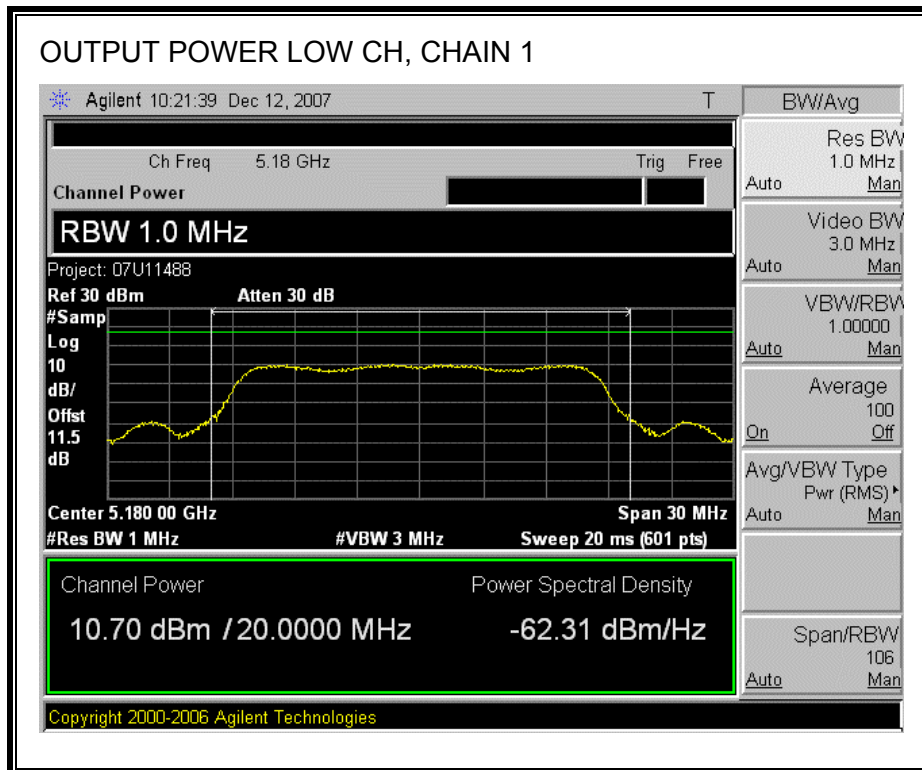 OUTPUT POWER LOW CH, CHAIN 1
Agilent 10:21:39 Dec 12, 2007 T
Ch Freq 5.18 GHz Trig Free
Channel Power
RBW 1.0 MHz
Project: 07U11488
Ref 30 dBm Atten 30 dB
#Samp
Log
10
dB/
Offst
11.5
dB
Center 5.180 00 GHz Span 30 MHz
#Res BW 1 MHz #VBW 3 MHz Sweep 20 ms (601 pts)
Channel Power Power Spectral Density
10.70 dBm / 20.0000 MHz -62.31 dBm/Hz
Copyright 2000-2006 Agilent Technologies
BW/Avg
Res BW
1.0 MHz
Auto Man
Video BW
3.0 MHz
Auto Man
VBW/RBW
1.00000
Auto Man
Average
100
On Off
Avg/VBW Type
Pwr (RMS)
Auto Man
Span/RBW
106
Auto Man